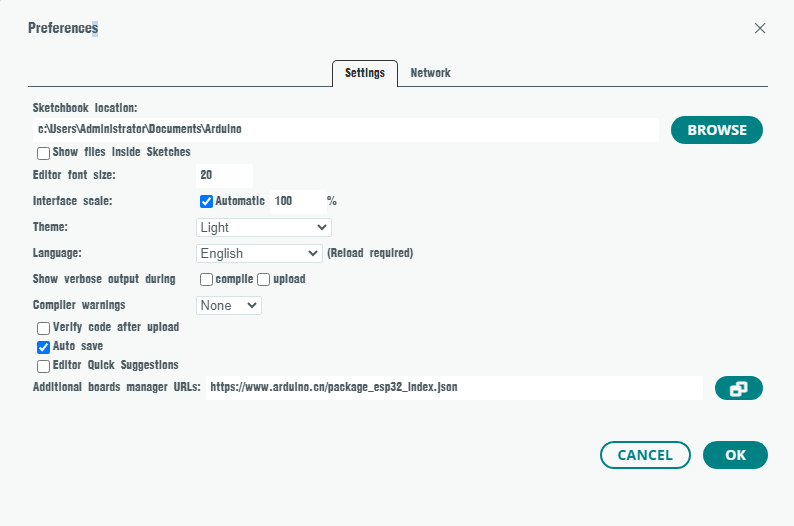 Preferences
Settings Network
Sketchbook location:
c:\Users\Administrator\Documents\Arduino BROWSE
Show files inside Sketches
Editor font size: 20
Interface scale: Automatic 100 %
Theme: Light
Language: English (Reload required)
Show verbose output during compile upload
Compiler warnings None
Verify code after upload
Auto save
Editor Quick Suggestions
Additional boards manager URLs: https://www.arduino.cn/package_esp32_index.json
CANCEL OK